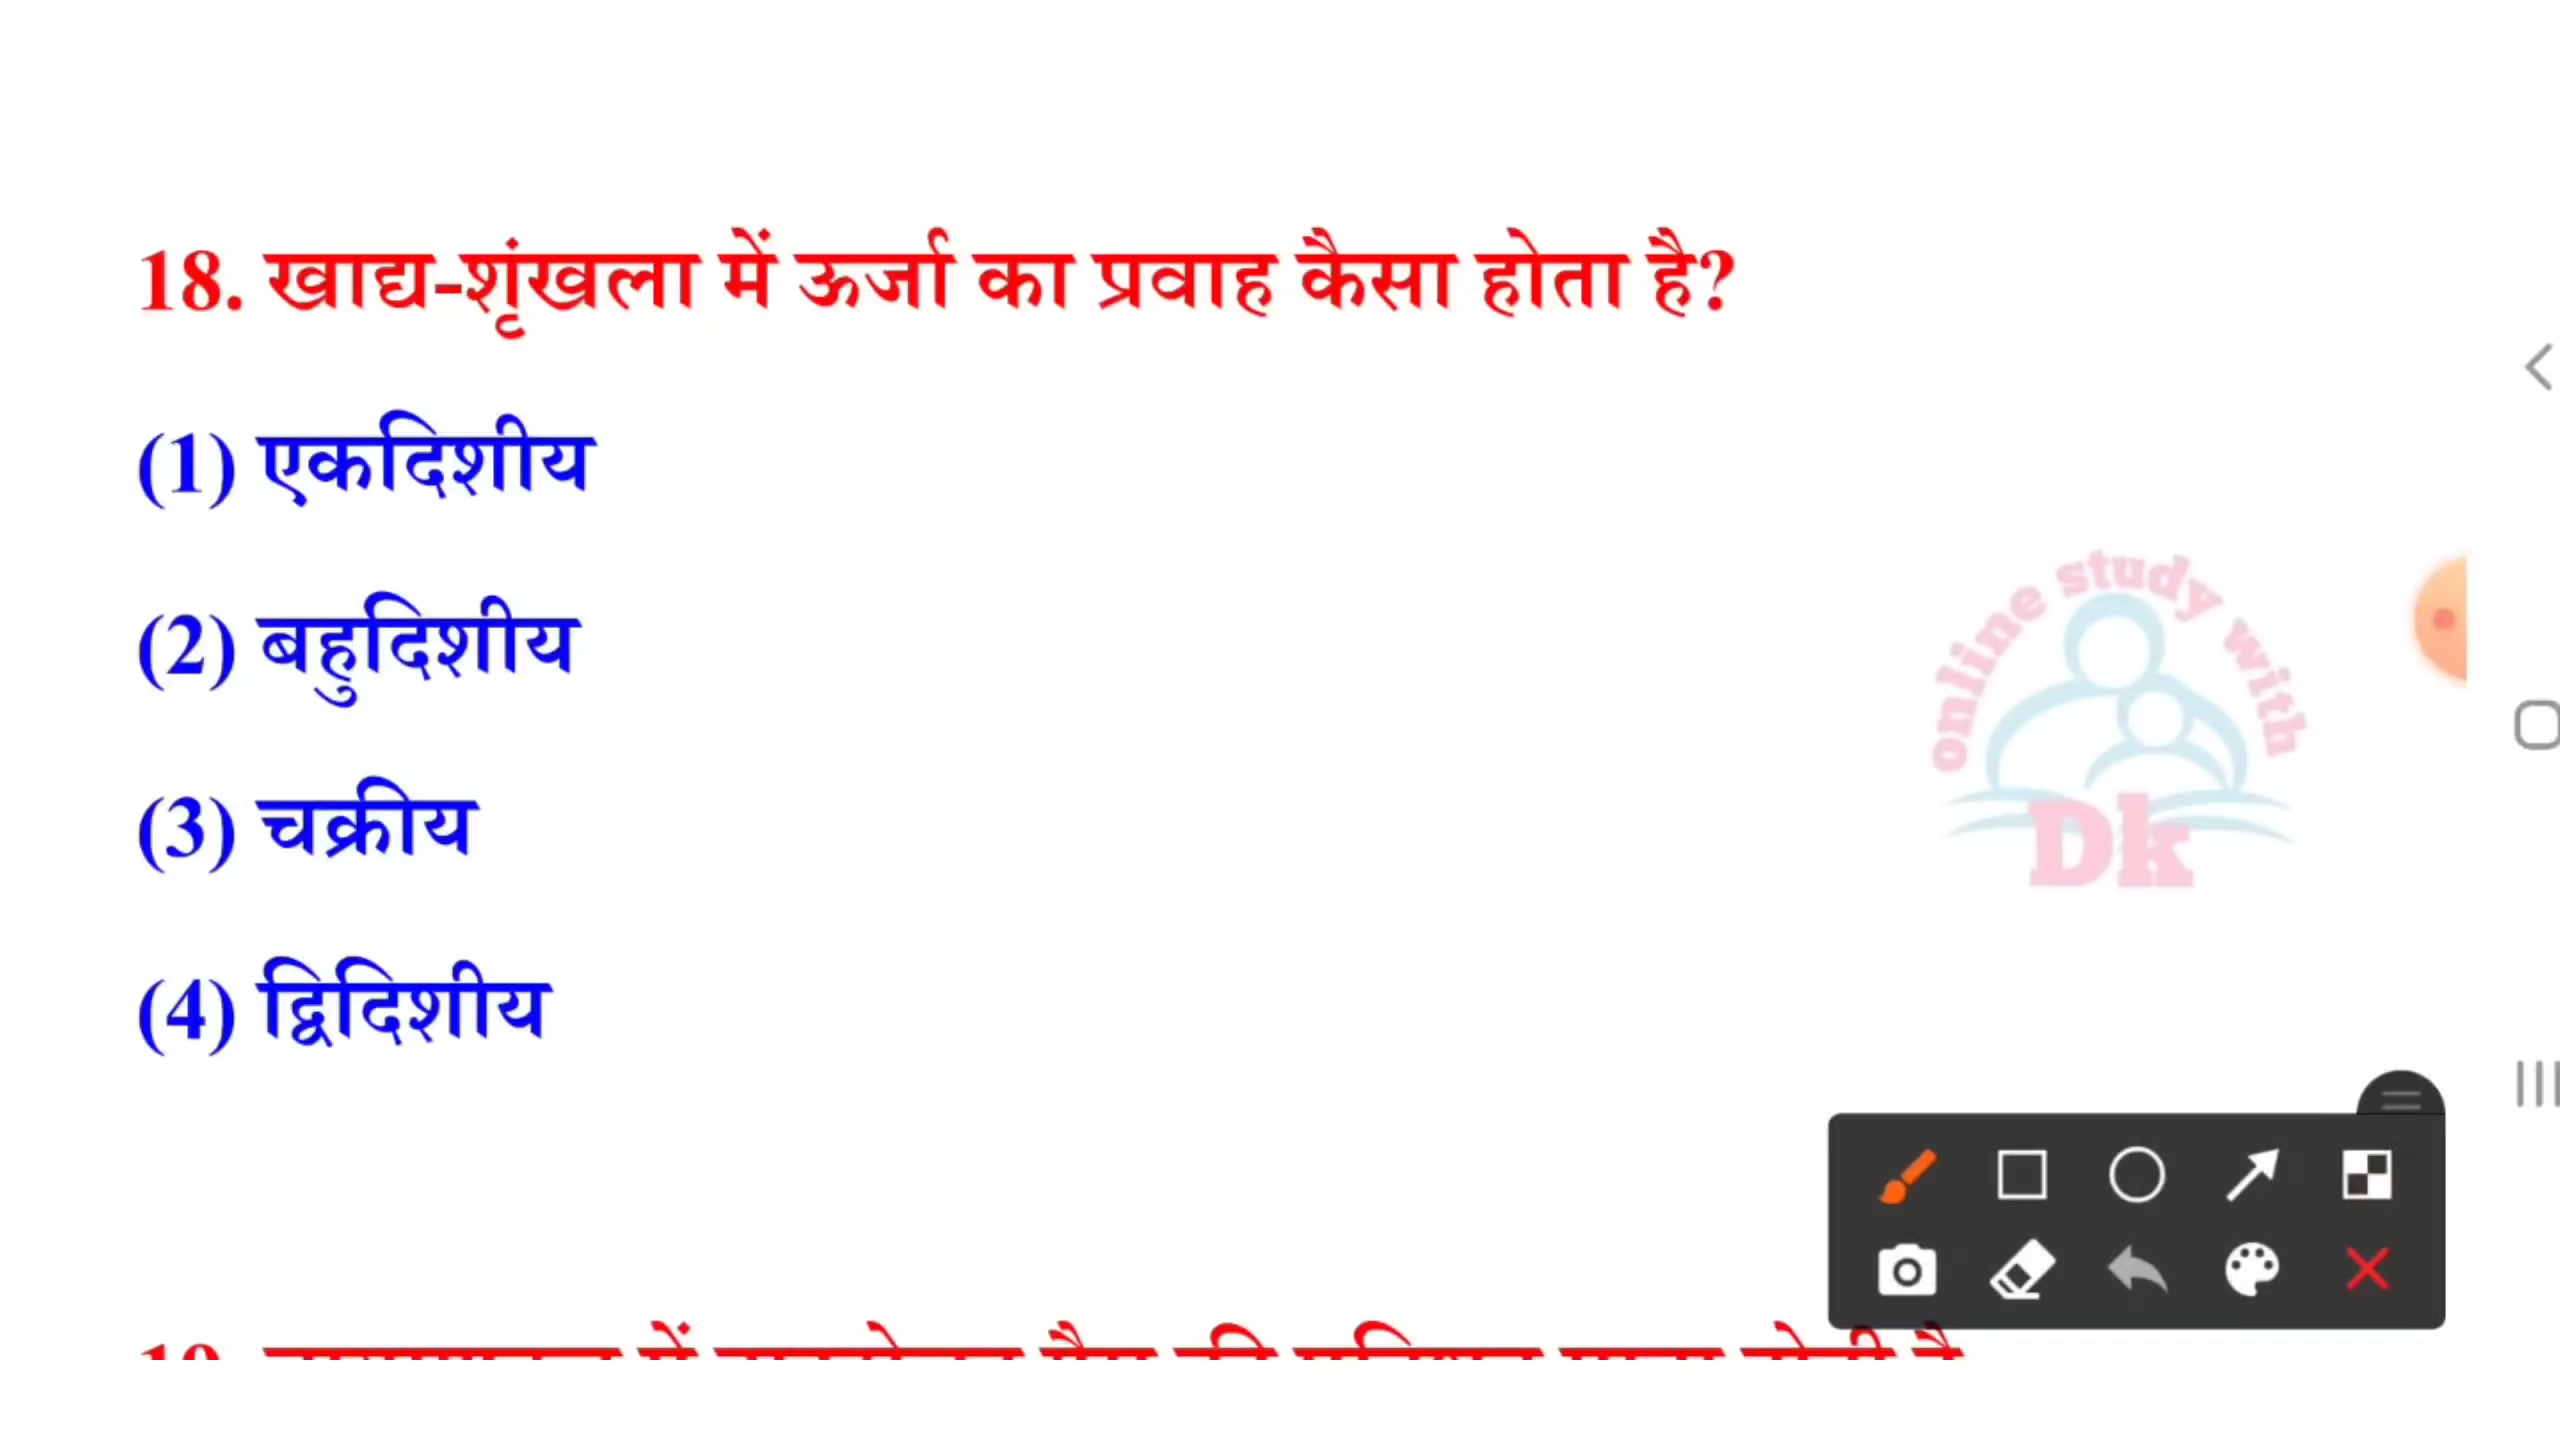 18. खाद्य-शृंखला में ऊर्जा का प्रवाह कैसा होता है?
(1) एकदिशीय
(2) बहुदिशीय
(3) चक्रीय
(4) द्विदिशीय
online study with
Dk